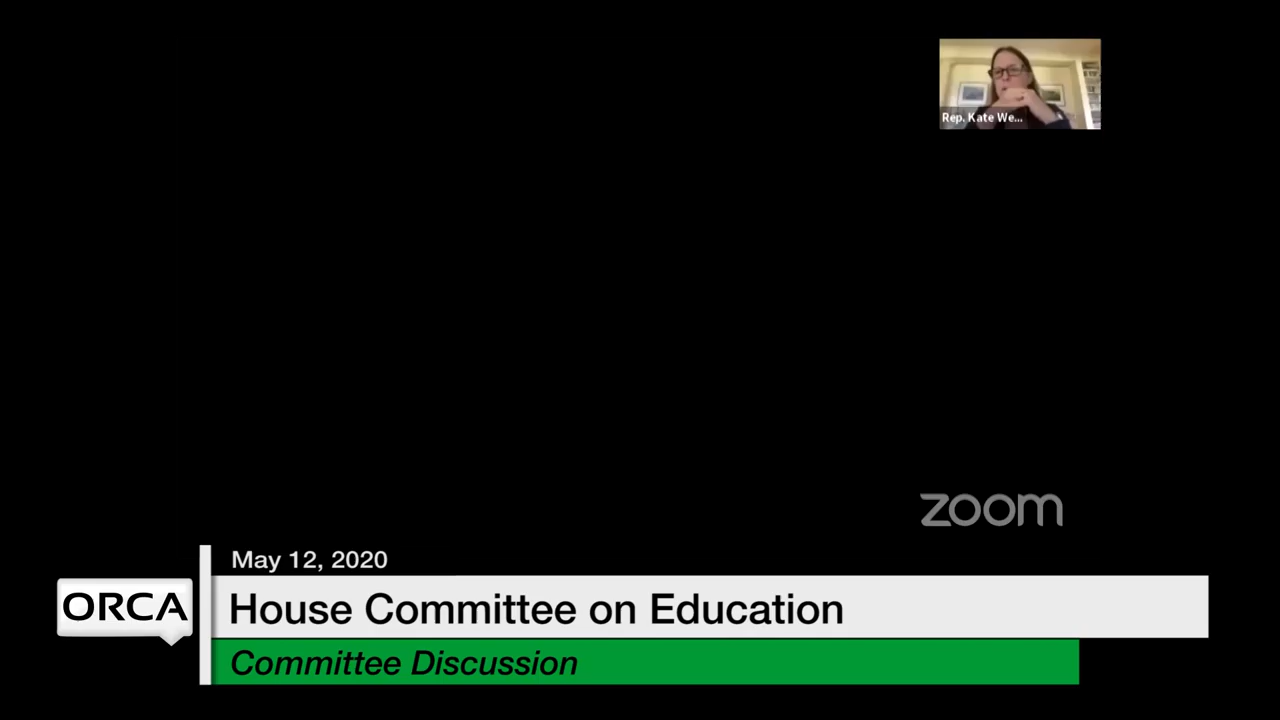 Rep. Kate We...
zoom
May 12, 2020
ORCA
House Committee on Education
Committee Discussion